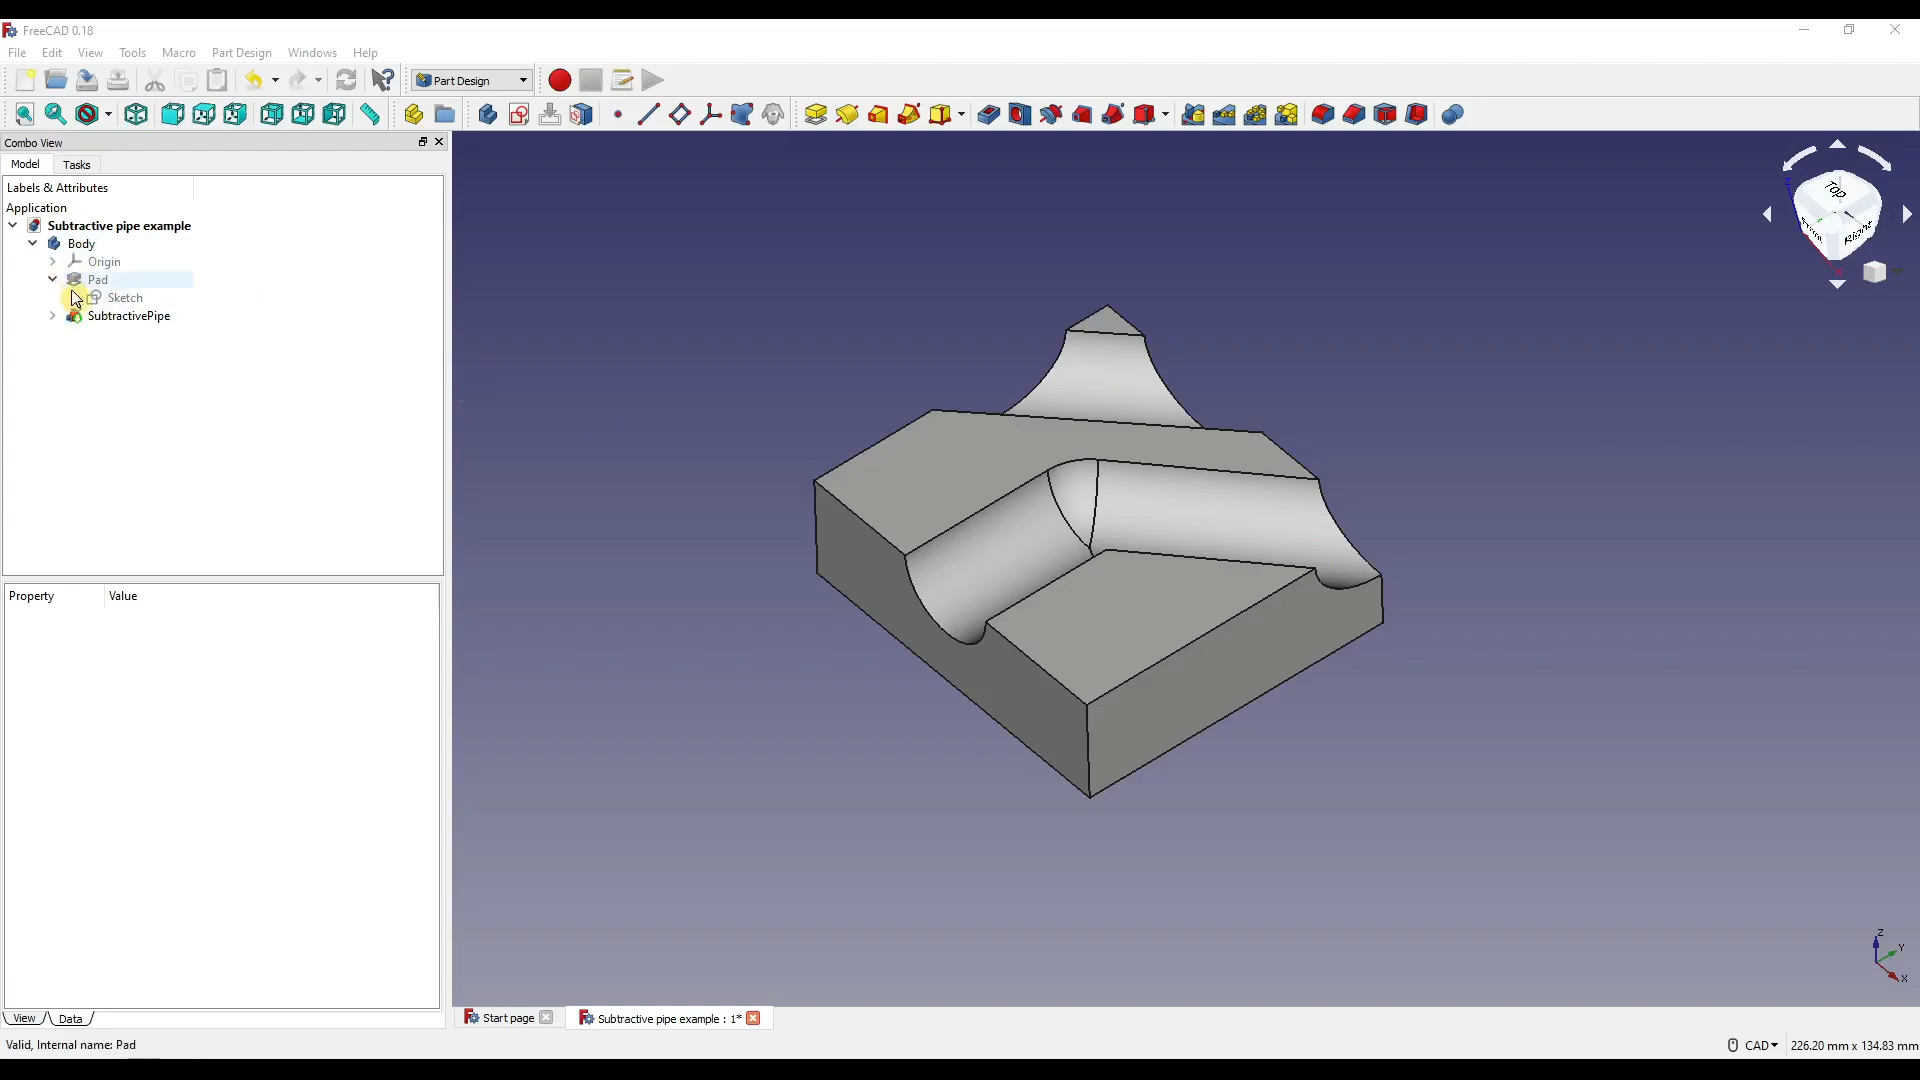 FreeCAD 0.18
File Edit View Tools Macro Part Design Windows Help
Part Design
Combo View
Model Tasks
Labels & Attributes
Application
Subtractive pipe example
Body
Origin
Pad
Sketch
SubtractivePipe
TOP
Right
Z
X
Property Value
Z
Y
X
View Data
Start page
Subtractive pipe example : 1*
Valid, Internal name: Pad
CAD
226.20 mm x 134.83 mm